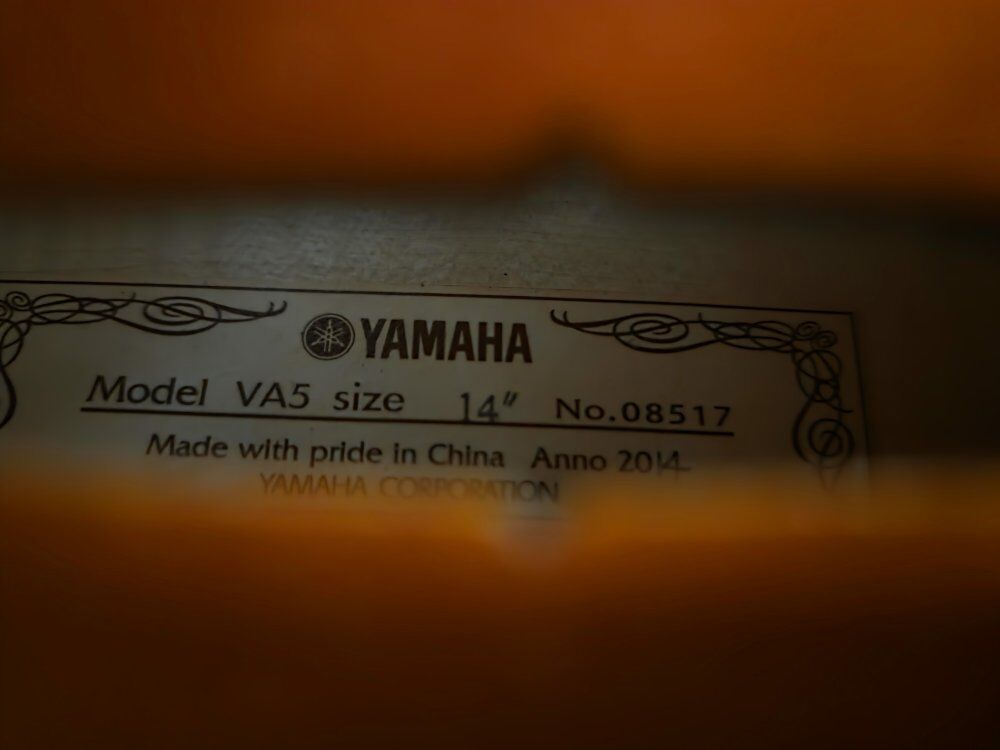 YAMAHA
Model VA5 size 14" No.08517
Made with pride in China Anno 2014
YAMAHA CORPORATION